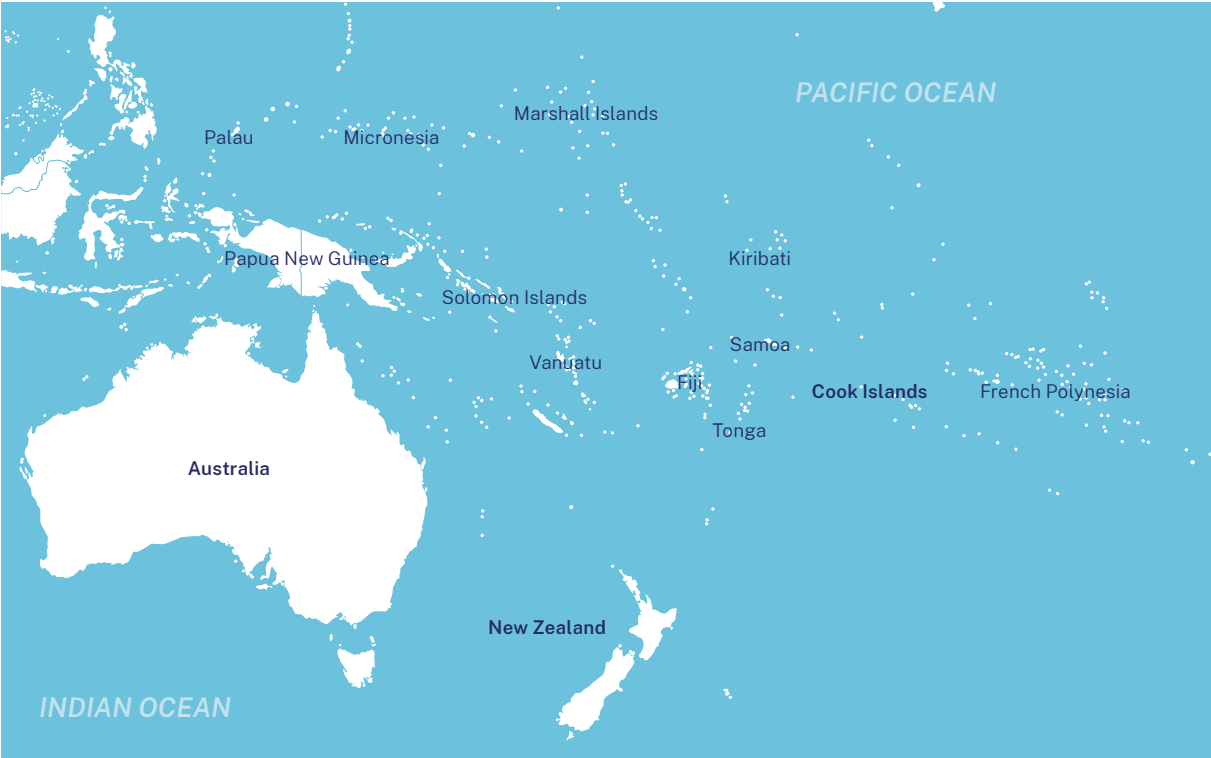 PACIFIC OCEAN
Marshall Islands
Palau
Micronesia
Papua New Guinea
Kiribati
Solomon Islands
Samoa
Vanuatu
Fiji
Cook Islands
French Polynesia
Tonga
Australia
New Zealand
INDIAN OCEAN